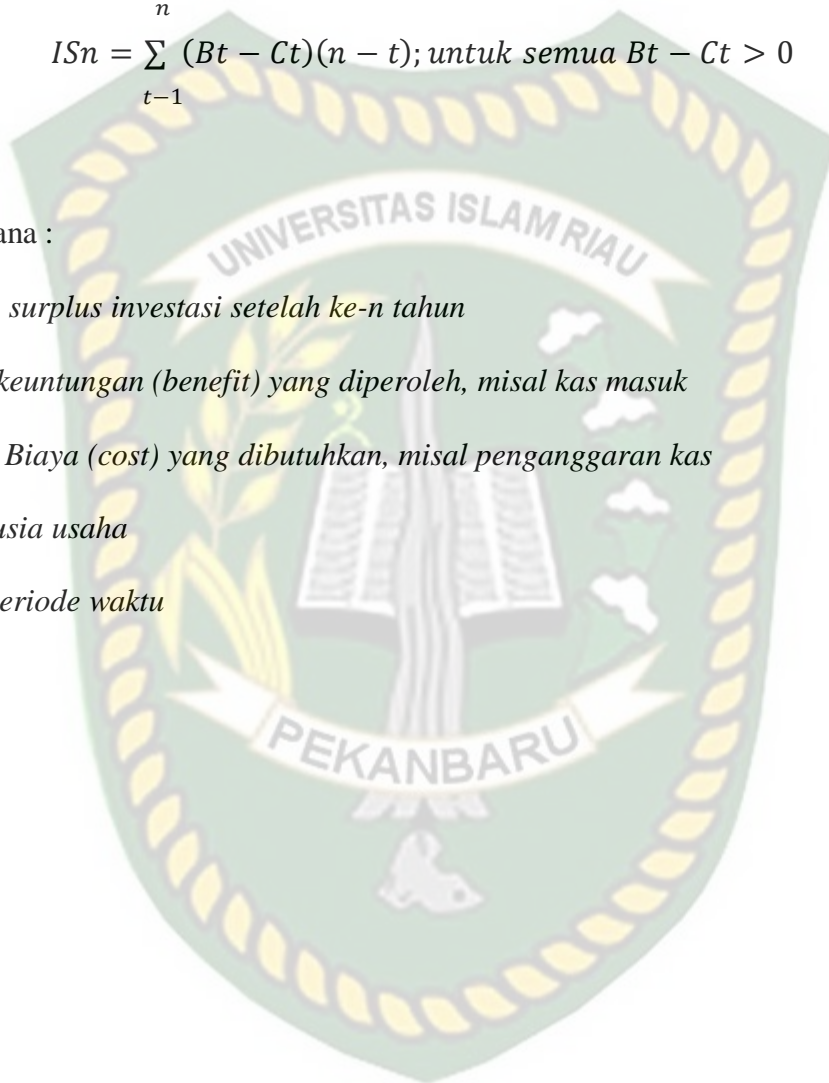 n
ISn = ∑ (Bt − Ct)(n − t); untuk semua Bt − Ct > 0
t−1
ana :
surplus investasi setelah ke-n tahun
keuntungan (benefit) yang diperoleh, misal kas masuk
Biaya (cost) yang dibutuhkan, misal penganggaran kas
usia usaha
eriode waktu
UNIVERSITAS ISLAM RIAU
PEKANBARU